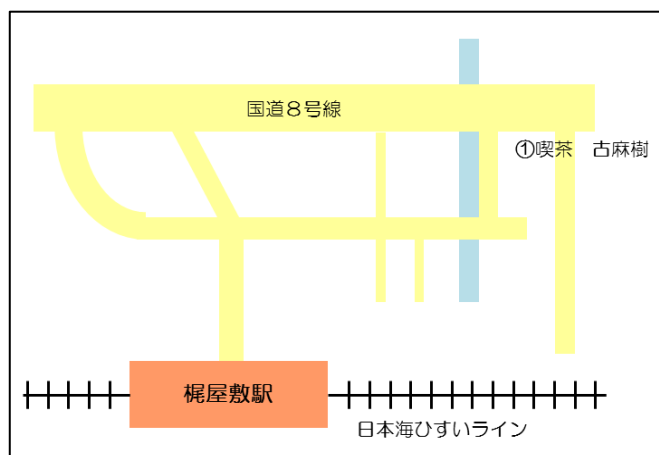 国道８号線
①喫茶　古麻樹
梶屋敷駅
日本海ひすいライン